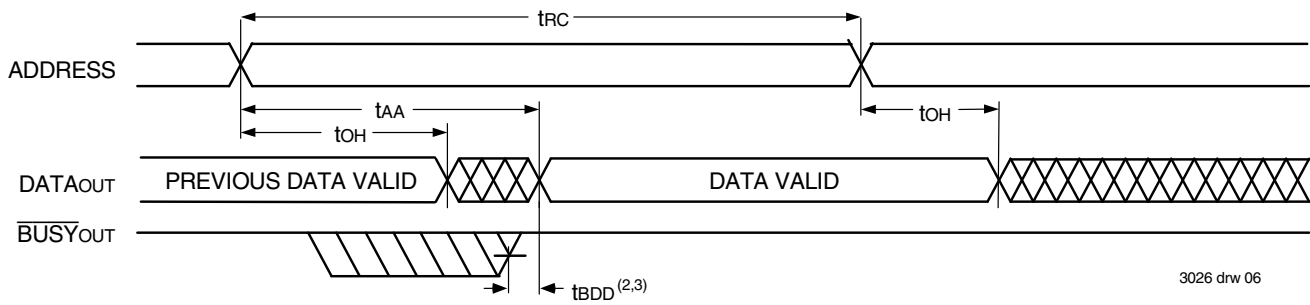 tRC
ADDRESS
tAA
tOH
tOH
DATAOUT
PREVIOUS DATA VALID
DATA VALID
BUSYOUT
tBDD (2,3)
3026 drw 06